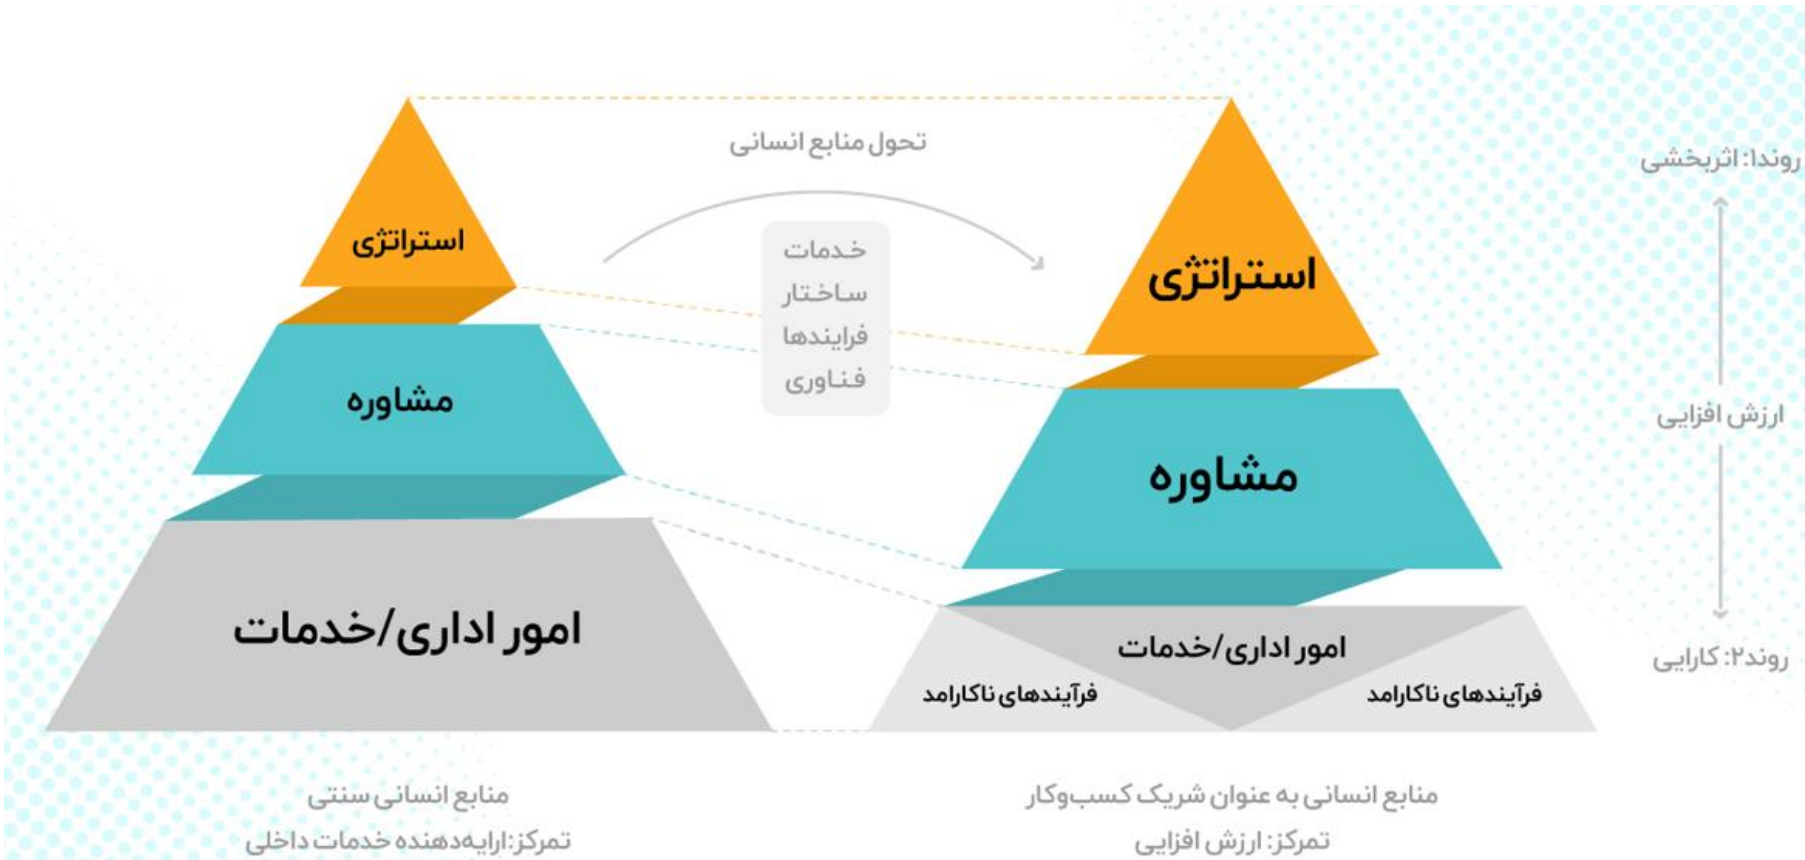 تحول منابع انسانی
خدمات
ساختار
فرایندها
فناوری
روند۱: اثربخشی
ارزش افزایی
روند۲: کارایی
استراتژی
مشاوره
امور اداری/خدمات
فرآیندهای ناکارامد
فرآیندهای ناکارامد
منابع انسانی به عنوان شریک کسب‌وکار
تمرکز: ارزش افزایی
استراتژی
مشاوره
امور اداری/خدمات
منابع انسانی سنتی
تمرکز:ارایه‌دهنده خدمات داخلی